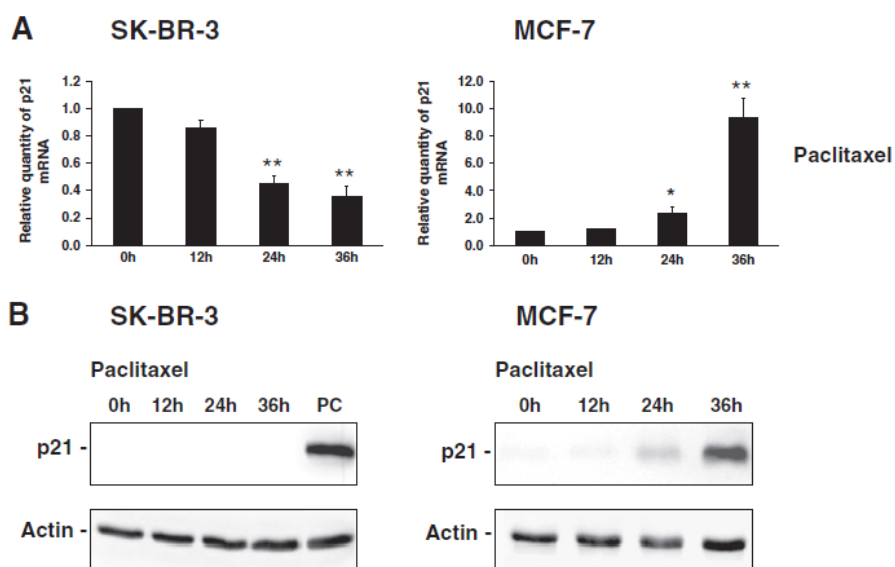 A SK-BR-3 MCF-7
Relative quantity of p21
mRNA
1.2
1.0
0.8
0.6
0.4
0.2
0.0
** **
0h 12h 24h 36h
Relative quantity of p21
mRNA
12.0
10.0
8.0
6.0
4.0
2.0
0.0
* **
0h 12h 24h 36h
Paclitaxel
B SK-BR-3 MCF-7
Paclitaxel
0h 12h 24h 36h PC
p21 -
Actin -
Paclitaxel
0h 12h 24h 36h
p21 -
Actin -